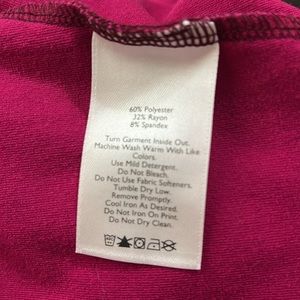 60% Polyester
32% Rayon
8% Spandex
Turn Garment Inside Out.
Machine Wash Warm With Like
Colors.
Use Mild Detergent.
Do Not Bleach.
Do Not Use Fabric Softeners.
Tumble Dry Low.
Remove Promptly.
Cool Iron As Desired.
Do Not Iron On Print.
Do Not Dry Clean.